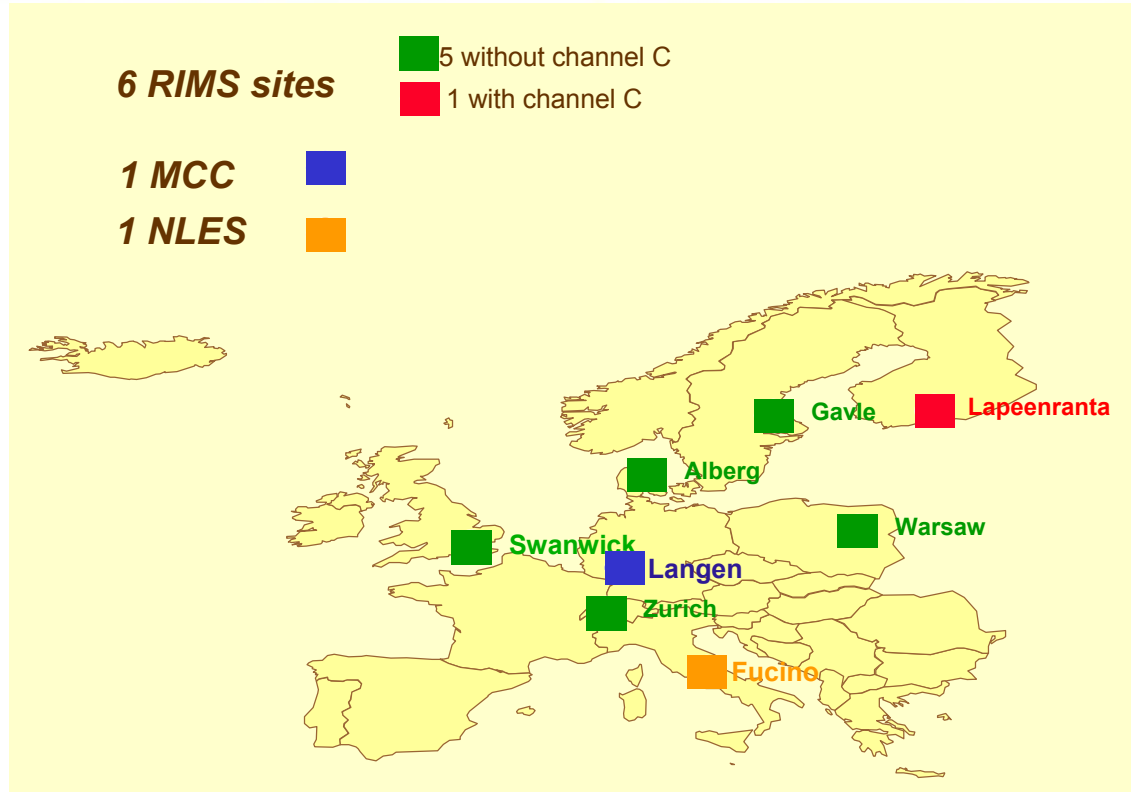 6 RIMS sites
5 without channel C
1 with channel C
1 MCC
1 NLES
Gavle
Lapeenranta
Alberg
Warsaw
Swanwick
Langen
Zurich
Fucino